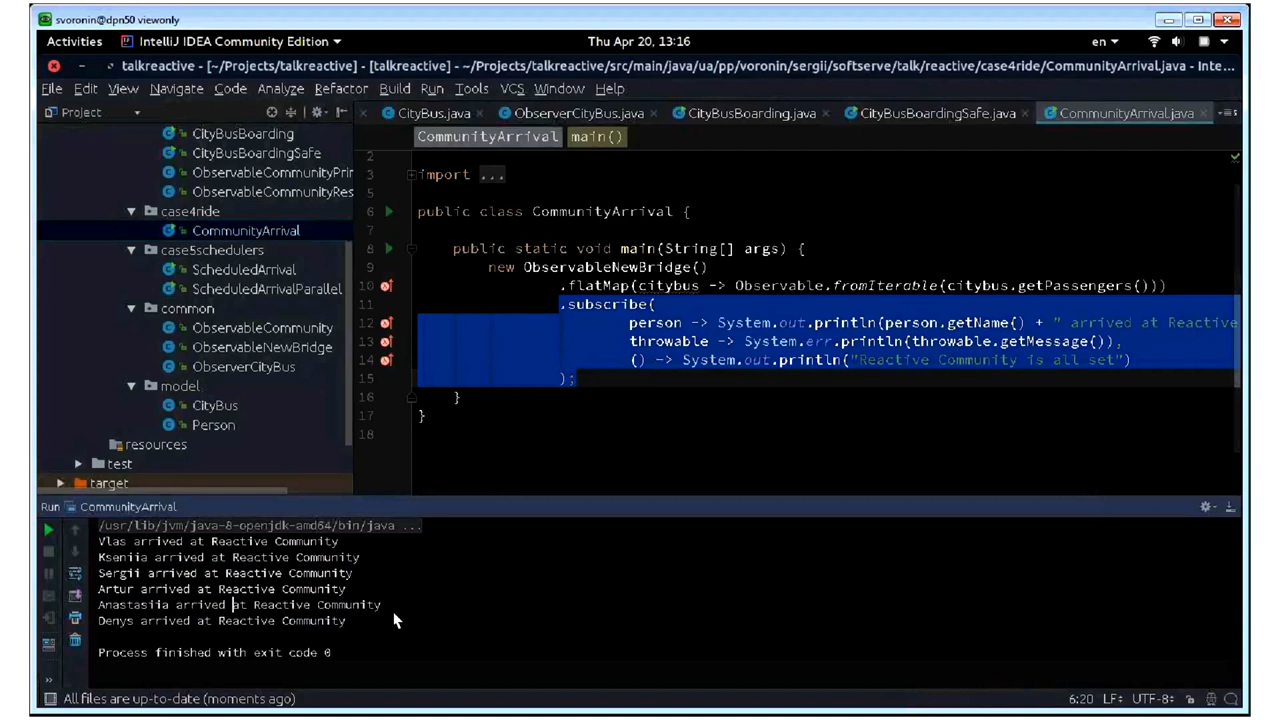 svoronin@dpn50 viewonly
Activities IntelliJ IDEA Community Edition Thu Apr 20, 13:16 en
talkreactive - [~/Projects/talkreactive] - [talkreactive] - ~/Projects/talkreactive/src/main/java/ua/pp/voronin/sergii/softserve/talk/reactive/case4ride/CommunityArrival.java - Inte...
File Edit View Navigate Code Analyze Refactor Build Run Tools VCS Window Help
Project CityBus.java ObserverCityBus.java CityBusBoarding.java CityBusBoardingSafe.java CommunityArrival.java
CommunityArrival main()
CityBusBoarding
CityBusBoardingSafe
ObservableCommunityPrin
ObservableCommunityRes
case4ride
CommunityArrival
case5schedulers
ScheduledArrival
ScheduledArrivalParallel
common
ObservableCommunity
ObservableNewBridge
ObserverCityBus
model
CityBus
Person
resources
test
target
2
3 import ...
5
6 public class CommunityArrival {
7
8 public static void main(String[] args) {
9 new ObservableNewBridge()
10 .flatMap(citybus -> Observable.fromIterable(citybus.getPassengers()))
11 .subscribe(
12 person -> System.out.println(person.getName() + " arrived at Reactive
13 throwable -> System.err.println(throwable.getMessage()),
14 () -> System.out.println("Reactive Community is all set")
15 );
16 }
17 }
18
Run CommunityArrival
/usr/lib/jvm/java-8-openjdk-amd64/bin/java ...
Vlas arrived at Reactive Community
Kseniia arrived at Reactive Community
Sergii arrived at Reactive Community
Artur arrived at Reactive Community
Anastasiia arrived at Reactive Community
Denys arrived at Reactive Community
Process finished with exit code 0
All files are up-to-date (moments ago) 6:20 LF UTF-8